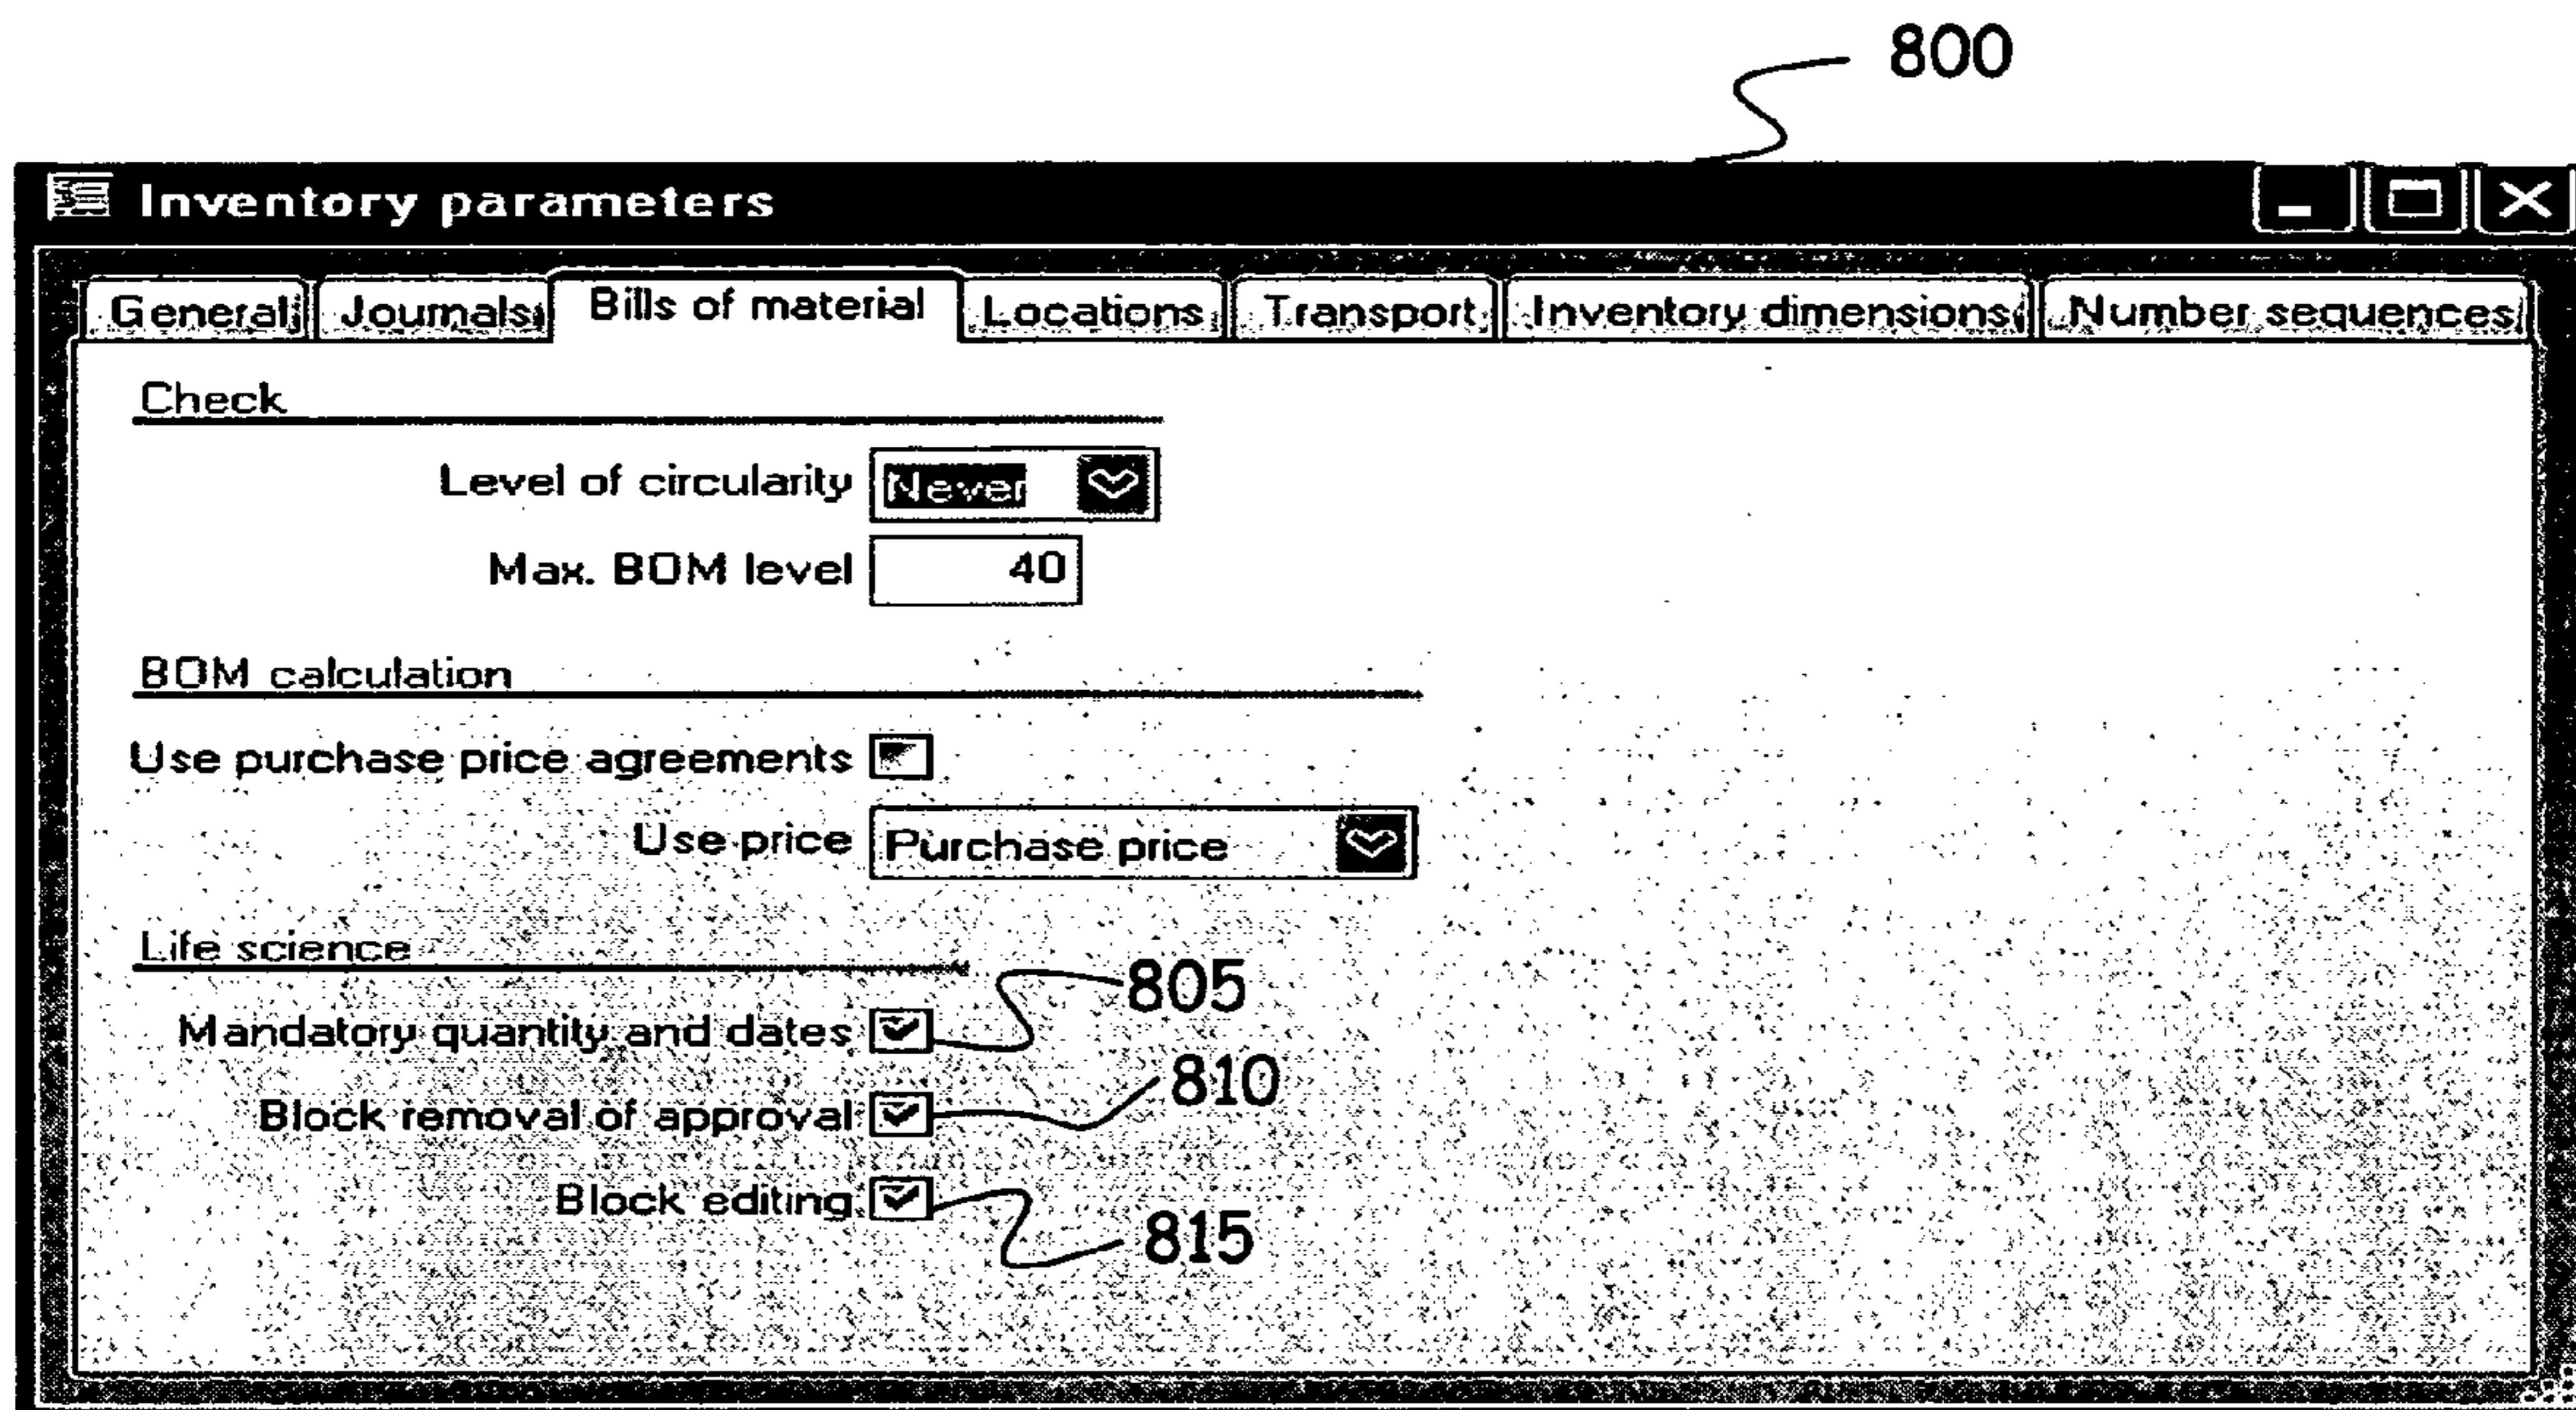 800
Inventory parameters
General Journals Bills of material Locations Transport Inventory dimensions Number sequences
Check
Level of circularity Never
Max. BOM level 40
BOM calculation
Use purchase price agreements
Use price Purchase price
Life science
805
Mandatory quantity and dates
810
Block removal of approval
Block editing
815